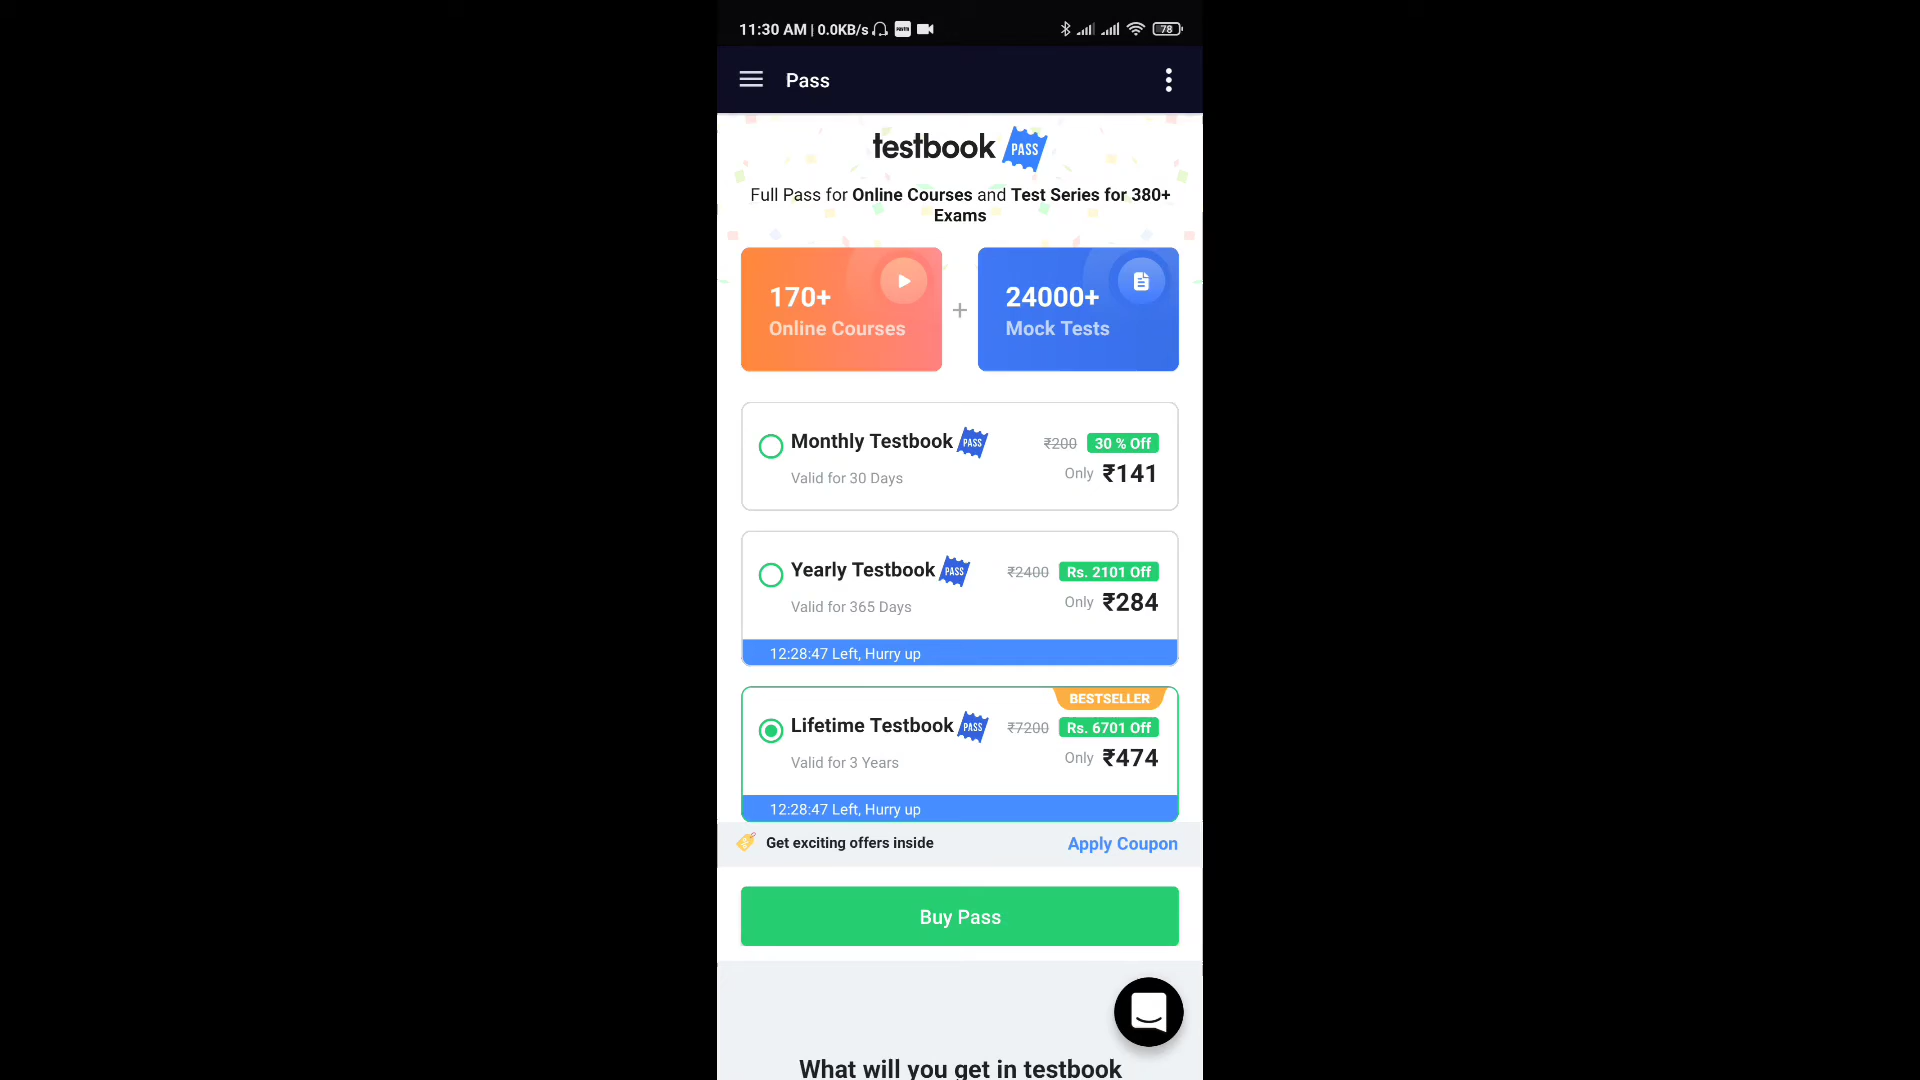 11:30 AM | 0.0KB/s
78
Pass
testbook PASS
Full Pass for Online Courses and Test Series for 380+
Exams
170+
Online Courses
+
24000+
Mock Tests
Monthly Testbook PASS
₹200 30 % Off
Valid for 30 Days
Only ₹141
Yearly Testbook PASS
₹2400 Rs. 2101 Off
Valid for 365 Days
Only ₹284
12:28:47 Left, Hurry up
BESTSELLER
Lifetime Testbook PASS
₹7200 Rs. 6701 Off
Valid for 3 Years
Only ₹474
12:28:47 Left, Hurry up
Get exciting offers inside
Apply Coupon
Buy Pass
What will you get in testbook